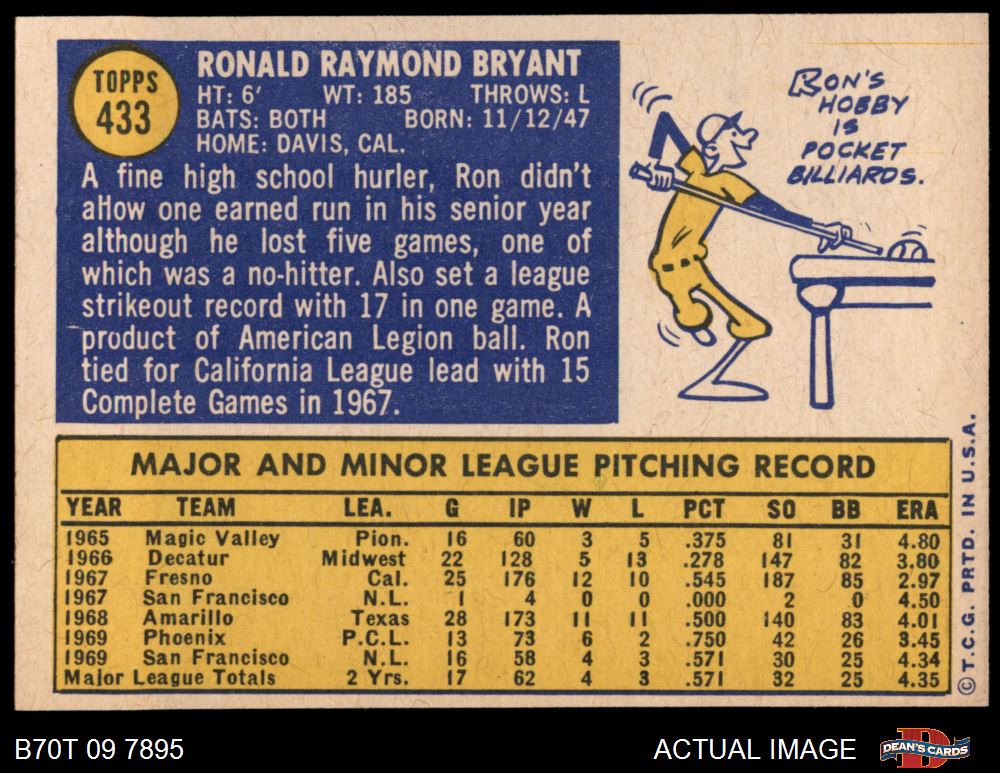 TOPPS
433
RONALD RAYMOND BRYANT
HT: 6' WT: 185 THROWS: L
BATS: BOTH BORN: 11/12/47
HOME: DAVIS, CAL.
A fine high school hurler, Ron didn't
allow one earned run in his senior year
although he lost five games, one of
which was a no-hitter. Also set a league
strikeout record with 17 in one game. A
product of American Legion ball. Ron
tied for California League lead with 15
Complete Games in 1967.
RON'S
HOBBY
IS
POCKET
BILLIARDS.
MAJOR AND MINOR LEAGUE PITCHING RECORD
YEAR TEAM LEA. G IP W L PCT SO BB ERA
1965 Magic Valley Pion. 16 60 3 5 .375 81 31 4.80
1966 Decatur Midwest 22 128 5 13 .278 147 82 3.80
1967 Fresno Cal. 25 176 12 10 .545 187 85 2.97
1967 San Francisco N.L. 1 4 0 0 .000 2 0 4.50
1968 Amarillo Texas 28 173 11 11 .500 140 83 4.01
1969 Phoenix P.C.L. 13 73 6 2 .750 42 26 3.45
1969 San Francisco N.L. 16 58 4 3 .571 30 25 4.34
Major League Totals 2 Yrs. 17 62 4 3 .571 32 25 4.35
© T.C.G. PRTD. IN U.S.A.
B70T 09 7895
ACTUAL IMAGE
D
DEAN'S CARDS